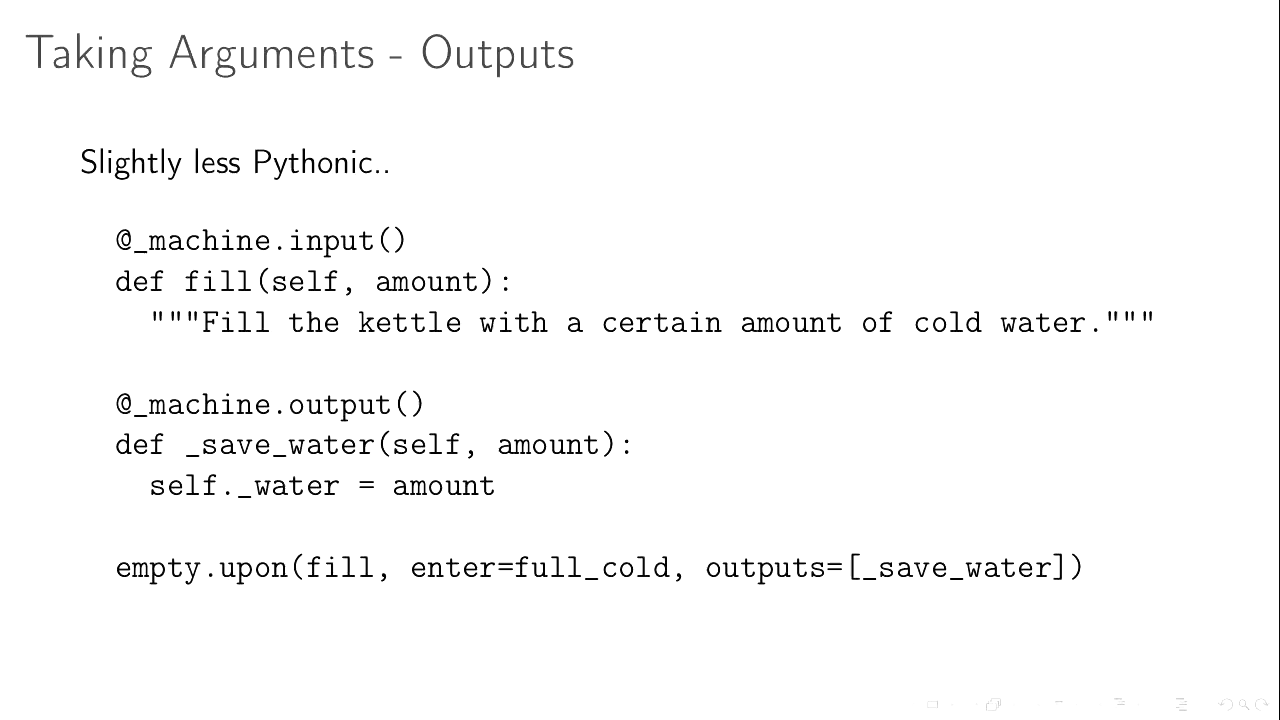 Taking Arguments - Outputs
Slightly less Pythonic..
@_machine.input()
def fill(self, amount):
  """Fill the kettle with a certain amount of cold water."""
@_machine.output()
def _save_water(self, amount):
  self._water = amount
empty.upon(fill, enter=full_cold, outputs=[_save_water])